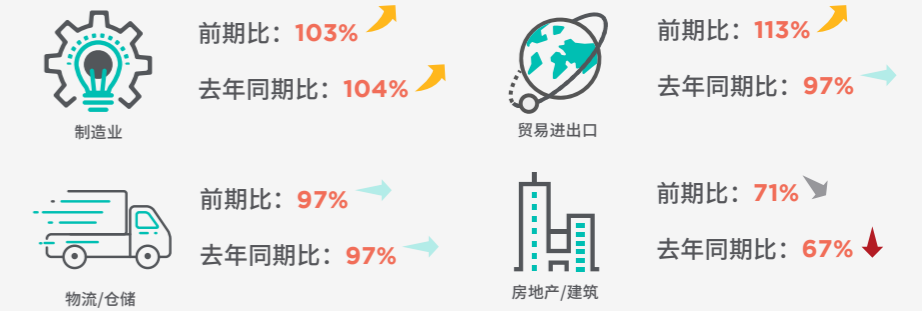 前期比：103%
去年同期比：104%
制造业
前期比：113%
去年同期比：97%
贸易进出口
前期比：97%
去年同期比：97%
物流/仓储
前期比：71%
去年同期比：67%
房地产/建筑